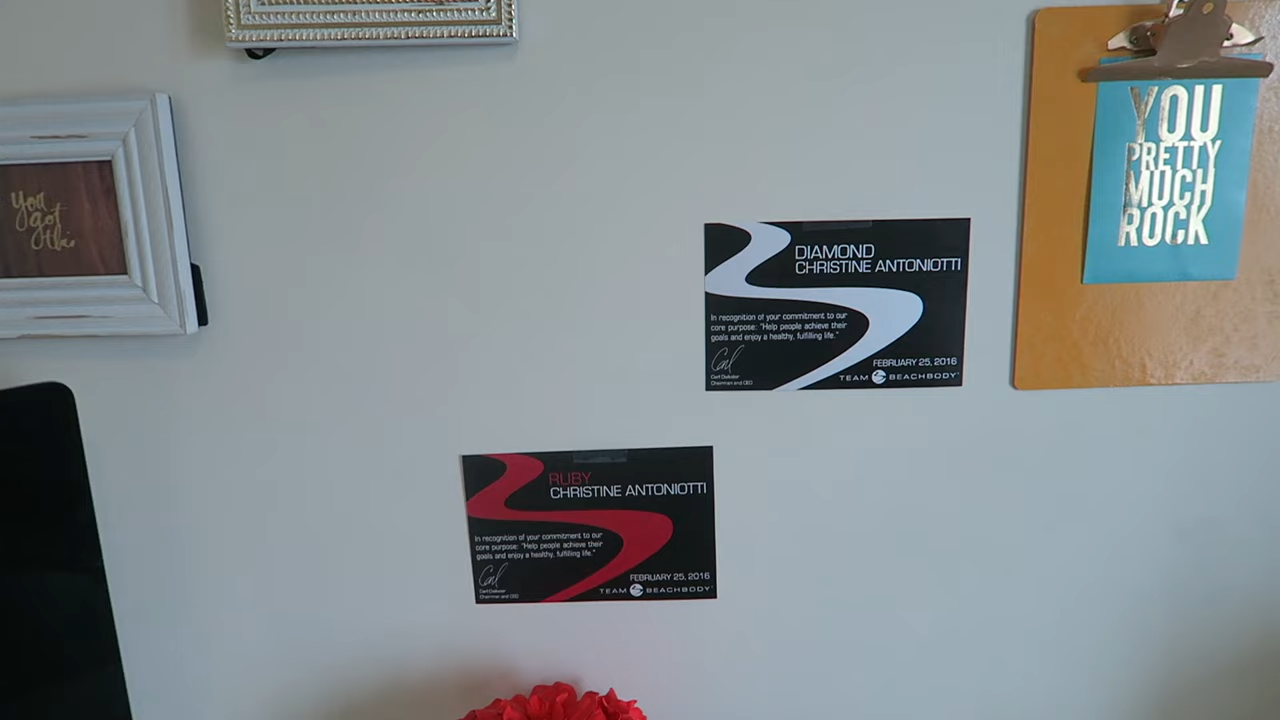 you
got
this
YOU
PRETTY
MUCH
ROCK
DIAMOND
CHRISTINE ANTONIOTTI
In recognition of your commitment to our
core purpose: "Help people achieve their
goals and enjoy a healthy, fulfilling life."
Carl
Carl Daikeler
Chairman and CEO
FEBRUARY 25, 2016
TEAM BEACHBODY
RUBY
CHRISTINE ANTONIOTTI
In recognition of your commitment to our
core purpose: "Help people achieve their
goals and enjoy a healthy, fulfilling life."
Carl
Carl Daikeler
Chairman and CEO
FEBRUARY 25, 2016
TEAM BEACHBODY